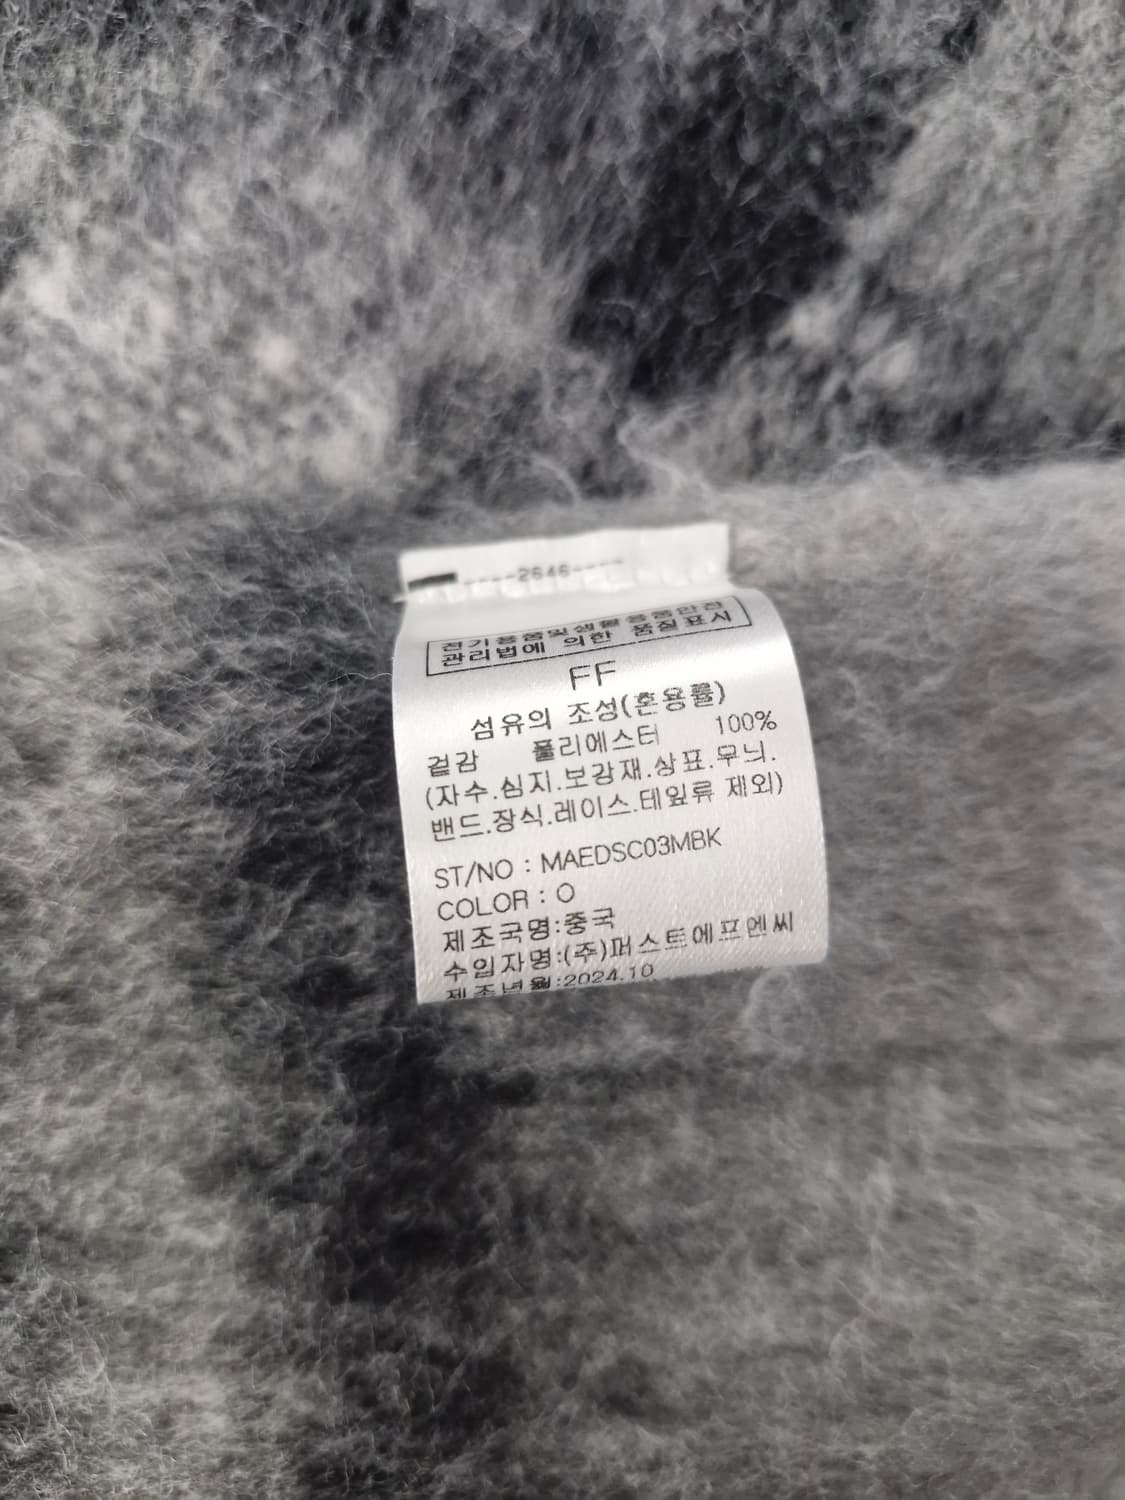 ----2646----
전기용품및생활용품안전
관리법에 의한 품질표시
FF
섬유의 조성(혼용률)
겉감 폴리에스터 100%
(자수.심지.보강재.상표.무늬.
밴드.장식.레이스.테잎류 제외)
ST/NO : MAEDSC03MBK
COLOR : O
제조국명:중국
수입자명:(주)퍼스트에프엔씨
제조년월:2024.10